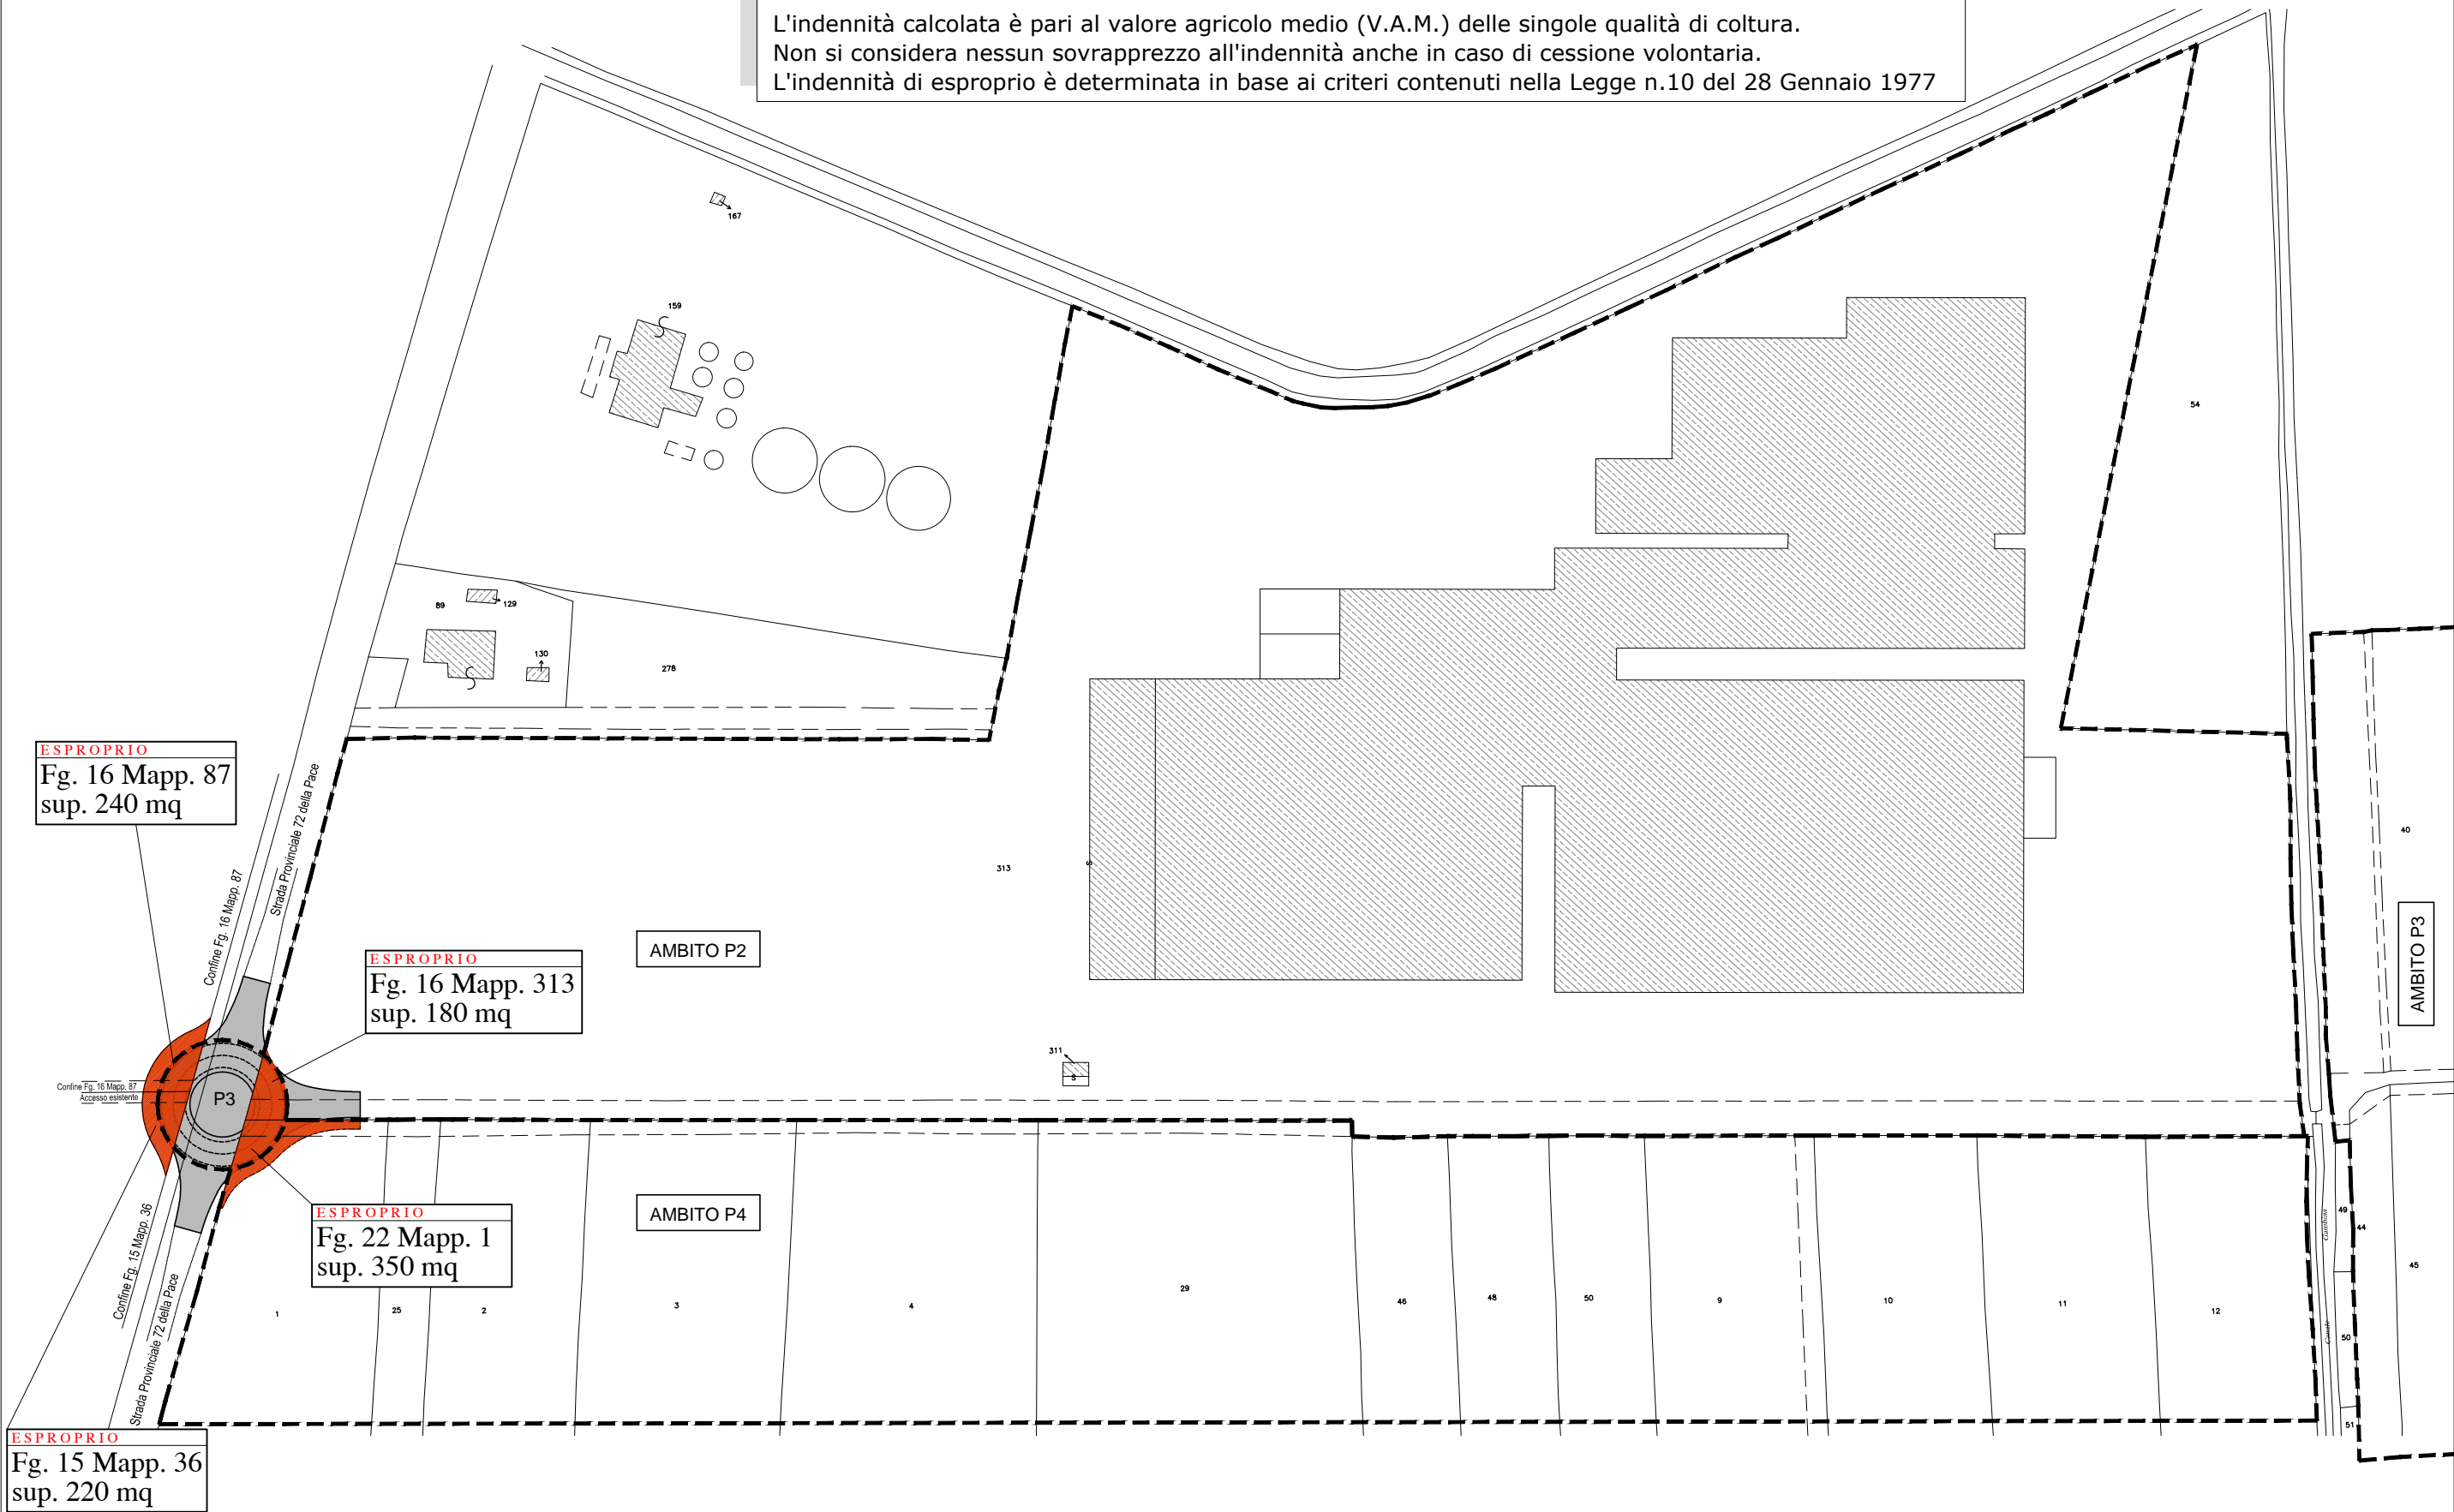 L'indennità calcolata è pari al valore agricolo medio (V.A.M.) delle singole qualità di coltura.
Non si considera nessun sovrapprezzo all'indennità anche in caso di cessione volontaria.
L'indennità di esproprio è determinata in base ai criteri contenuti nella Legge n.10 del 28 Gennaio 1977
167
159
54
129
89
130
278
ESPROPRIO
Fg. 16 Mapp. 87
sup. 240 mq
Strada Provinciale 72 della Pace
Confine Fg. 16 Mapp. 87
40
313
S
AMBITO P2
AMBITO P3
ESPROPRIO
Fg. 16 Mapp. 313
sup. 180 mq
311
S
Confine Fg. 16 Mapp. 87
Accesso esistente
P3
AMBITO P4
ESPROPRIO
Fg. 22 Mapp. 1
sup. 350 mq
Confine Fg. 15 Mapp. 36
Strada Provinciale 72 della Pace
1
25
2
3
4
29
46
48
50
9
10
11
12
Canale
49
44
45
50
51
ESPROPRIO
Fg. 15 Mapp. 36
sup. 220 mq